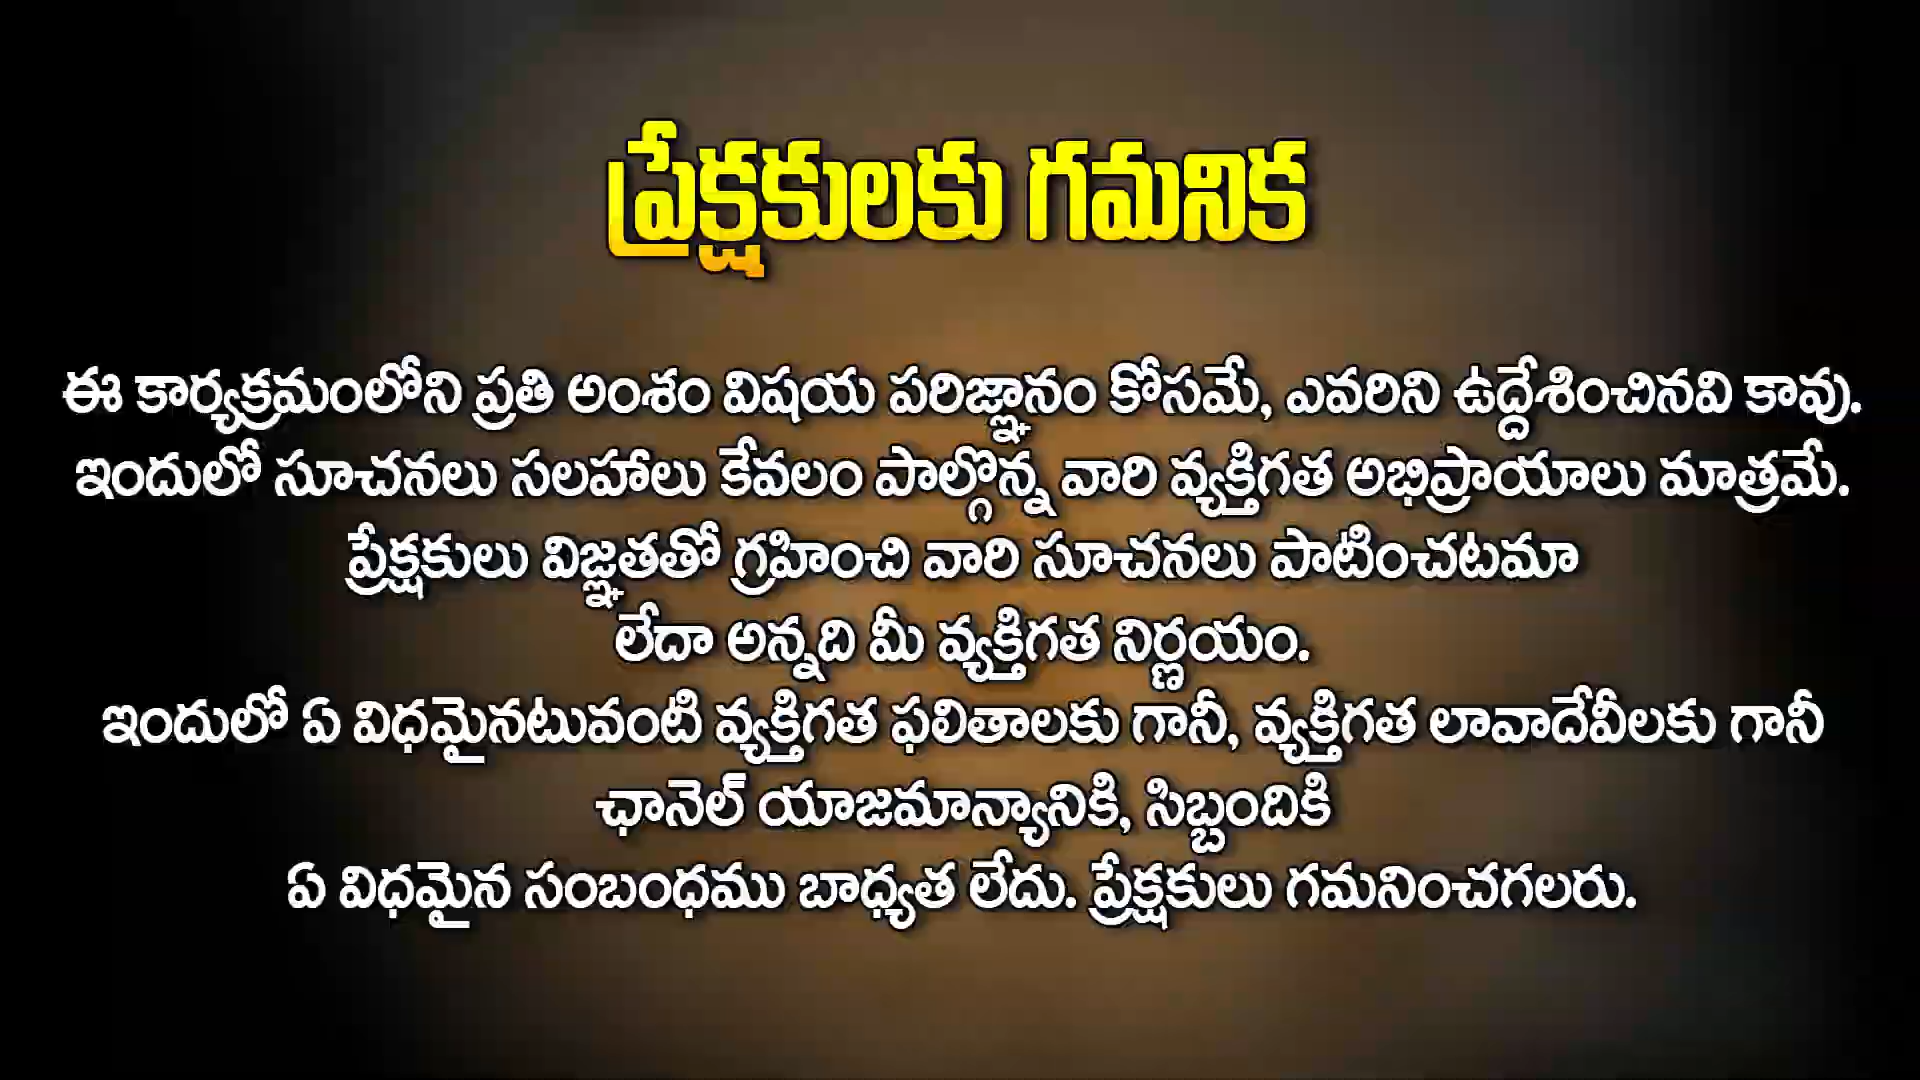 ప్రేక్షకులకు గమనిక
ఈ కార్యక్రమంలోని ప్రతి అంశం విషయ పరిజ్ఞానం కోసమే, ఎవరిని ఉద్దేశించినవి కావు.
ఇందులో సూచనలు సలహాలు కేవలం పాల్గొన్న వారి వ్యక్తిగత అభిప్రాయాలు మాత్రమే.
ప్రేక్షకులు విజ్ఞతతో గ్రహించి వారి సూచనలు పాటించటమా
లేదా అన్నది మీ వ్యక్తిగత నిర్ణయం.
ఇందులో ఏ విధమైనటువంటి వ్యక్తిగత ఫలితాలకు గానీ, వ్యక్తిగత లావాదేవీలకు గానీ
ఛానెల్ యాజమాన్యానికి, సిబ్బందికి
ఏ విధమైన సంబంధము బాధ్యత లేదు. ప్రేక్షకులు గమనించగలరు.